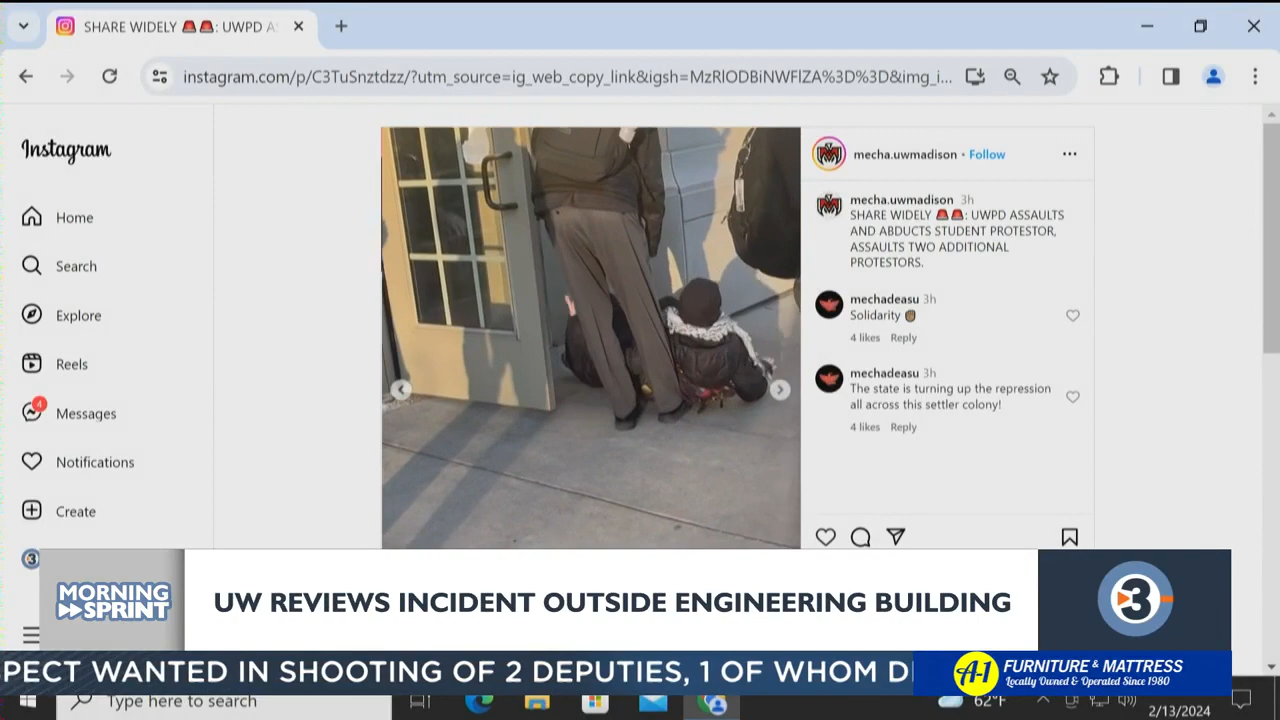 SHARE WIDELY 🚨🚨: UWPD A
instagram.com/p/C3TuSnztdzz/?utm_source=ig_web_copy_link&igsh=MzRlODBiNWFlZA%3D%3D&img_i...
Instagram
Home
Search
Explore
Reels
4
Messages
Notifications
Create
mecha.uwmadison • Follow
mecha.uwmadison 3h
SHARE WIDELY 🚨🚨: UWPD ASSAULTS
AND ABDUCTS STUDENT PROTESTOR,
ASSAULTS TWO ADDITIONAL
PROTESTORS.
mechadeasu 3h
Solidarity ✊🏾
4 likes Reply
mechadeasu 3h
The state is turning up the repression
all across this settler colony!
4 likes Reply
3
MORNING
SPRINT
UW REVIEWS INCIDENT OUTSIDE ENGINEERING BUILDING
3
SPECT WANTED IN SHOOTING OF 2 DEPUTIES, 1 OF WHOM D
A-1
FURNITURE & MATTRESS
Locally Owned & Operated Since 1980
Type here to search
62°F
2/13/2024